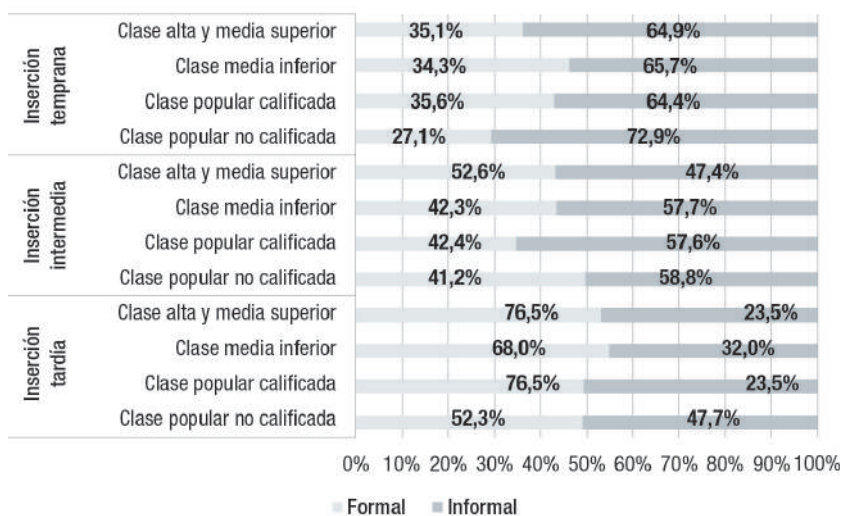 Inserción temprana
Clase alta y media superior 35,1% 64,9%
Clase media inferior 34,3% 65,7%
Clase popular calificada 35,6% 64,4%
Clase popular no calificada 27,1% 72,9%
Inserción intermedia
Clase alta y media superior 52,6% 47,4%
Clase media inferior 42,3% 57,7%
Clase popular calificada 42,4% 57,6%
Clase popular no calificada 41,2% 58,8%
Inserción tardía
Clase alta y media superior 76,5% 23,5%
Clase media inferior 68,0% 32,0%
Clase popular calificada 76,5% 23,5%
Clase popular no calificada 52,3% 47,7%
0% 10% 20% 30% 40% 50% 60% 70% 80% 90% 100%
Formal Informal